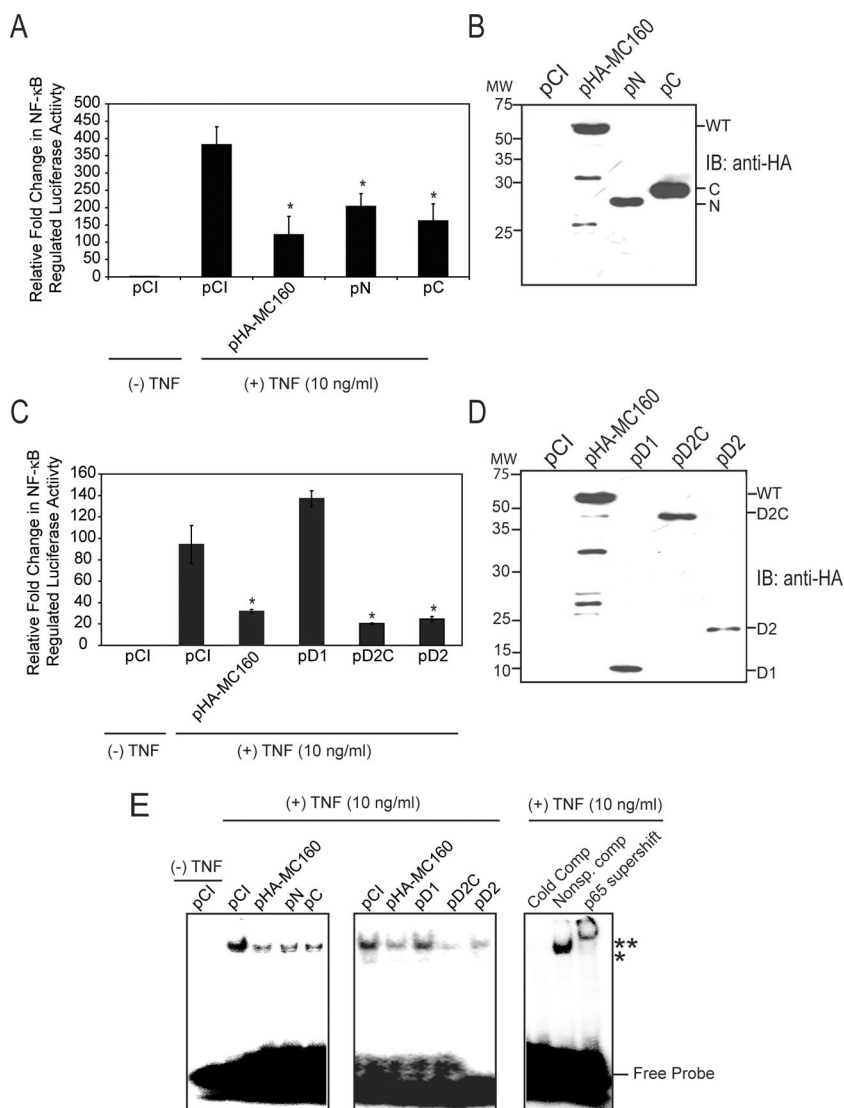 A
Relative Fold Change in NF-κB
Regulated Luciferase Activty
500
450
400
350
300
250
200
150
100
50
0
* * *
pCI pCI pHA-MC160 pN pC
(-) TNF (+) TNF (10 ng/ml)
B
MW pCI pHA-MC160 pN pC
75
50
35
30
25
WT
IB: anti-HA
C
N
C
Relative Fold Change in NF-κB
Regulated Luciferase Activty
160
140
120
100
80
60
40
20
0
* * *
pCI pCI pHA-MC160 pD1 pD2C pD2
(-) TNF (+) TNF (10 ng/ml)
D
MW pCI pHA-MC160 pD1 pD2C pD2
75
50
35
30
25
15
10
WT
D2C
IB: anti-HA
D2
D1
E
(+) TNF (10 ng/ml) (+) TNF (10 ng/ml)
(-) TNF
pCI pCI pHA-MC160 pN pC
pCI pHA-MC160 pD1 pD2C pD2
Cold Comp Nonsp. comp p65 supershift
**
*
Free Probe